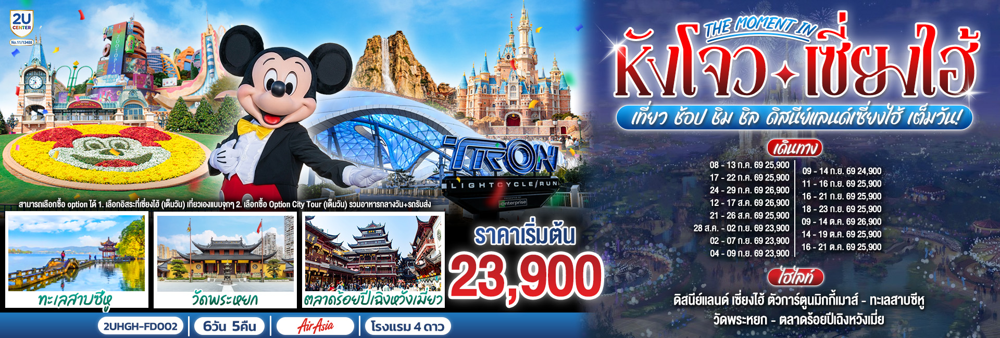 2U
CENTER
No.11/13488
ZOOTOPIA
TRON
LIGHTCYCLE/RUN
PRESENTED BY
enterprise
สามารถเลือกซื้อ option ได้ 1. เลือกอิสระที่เซี่ยงไฮ้ (เต็มวัน) เที่ยวเองแบบจุกๆ 2. เลือกซื้อ Option City Tour (เต็มวัน) รวมอาหารกลางวัน+รถรับส่ง
ทะเลสาบซีหู
วัดพระหยก
ตลาดร้อยปีเฉิงหวังเมี่ยว
ราคาเริ่มต้น
23,900
2UHGH-FD002
6วัน 5คืน
AirAsia
โรงแรม 4 ดาว
THE MOMENT IN
หังโจว เซี่ยงไฮ้
เที่ยว ช้อป ชิม ชิล ดิสนีย์แลนด์เซี่ยงไฮ้ เต็มวัน!
เดินทาง
08 - 13 ก.ค. 69 25,900
17 - 22 ก.ค. 69 25,900
24 - 29 ก.ค. 69 26,900
12 - 17 ส.ค. 69 26,900
21 - 26 ส.ค. 69 25,900
28 ส.ค. - 02 ก.ย. 69 23,900
02 - 07 ก.ย. 69 23,900
04 - 09 ก.ย. 69 23,900
09 - 14 ก.ย. 69 24,900
11 - 16 ก.ย. 69 25,900
16 - 21 ก.ย. 69 25,900
18 - 23 ก.ย. 69 25,900
09 - 14 ต.ค. 69 26,900
14 - 19 ต.ค. 69 25,900
16 - 21 ต.ค. 69 25,900
ไฮไลท์
ดิสนีย์แลนด์ เซี่ยงไฮ้ ตัวการ์ตูนมิกกี้เมาส์ - ทะเลสาบซีหู
วัดพระหยก - ตลาดร้อยปีเฉิงหวังเมี่ย